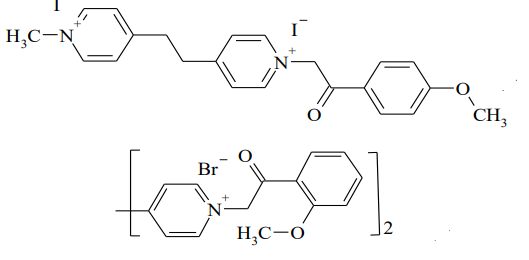 I
H₃C–N⁺
I⁻
N⁺
O
O
CH₃
Br⁻
O
N⁺
H₃C–O
2